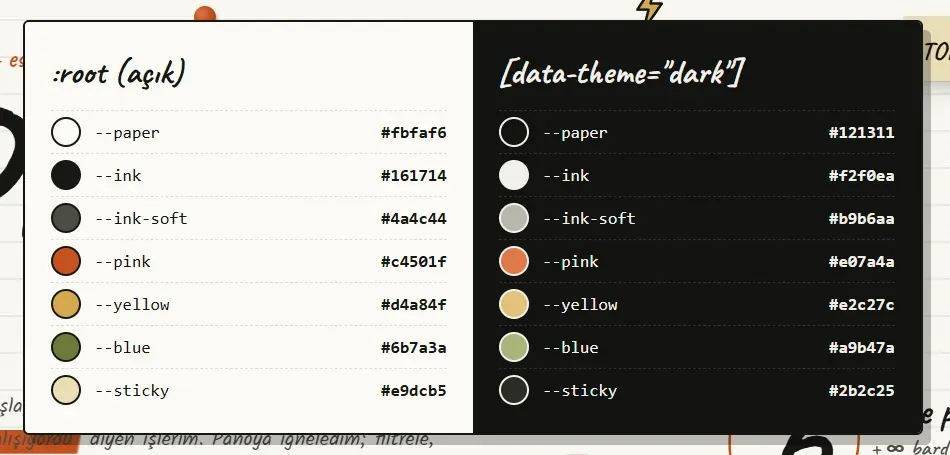 :root (açık)
--paper #fbfaf6
--ink #161714
--ink-soft #4a4c44
--pink #c4501f
--yellow #d4a84f
--blue #6b7a3a
--sticky #e9dcb5
[data-theme="dark"]
--paper #121311
--ink #f2f0ea
--ink-soft #b9b6aa
--pink #e07a4a
--yellow #e2c27c
--blue #a9b47a
--sticky #2b2c25
diyen işlerim. Panoya iğneledim; filtrele,
+ ∞ bard